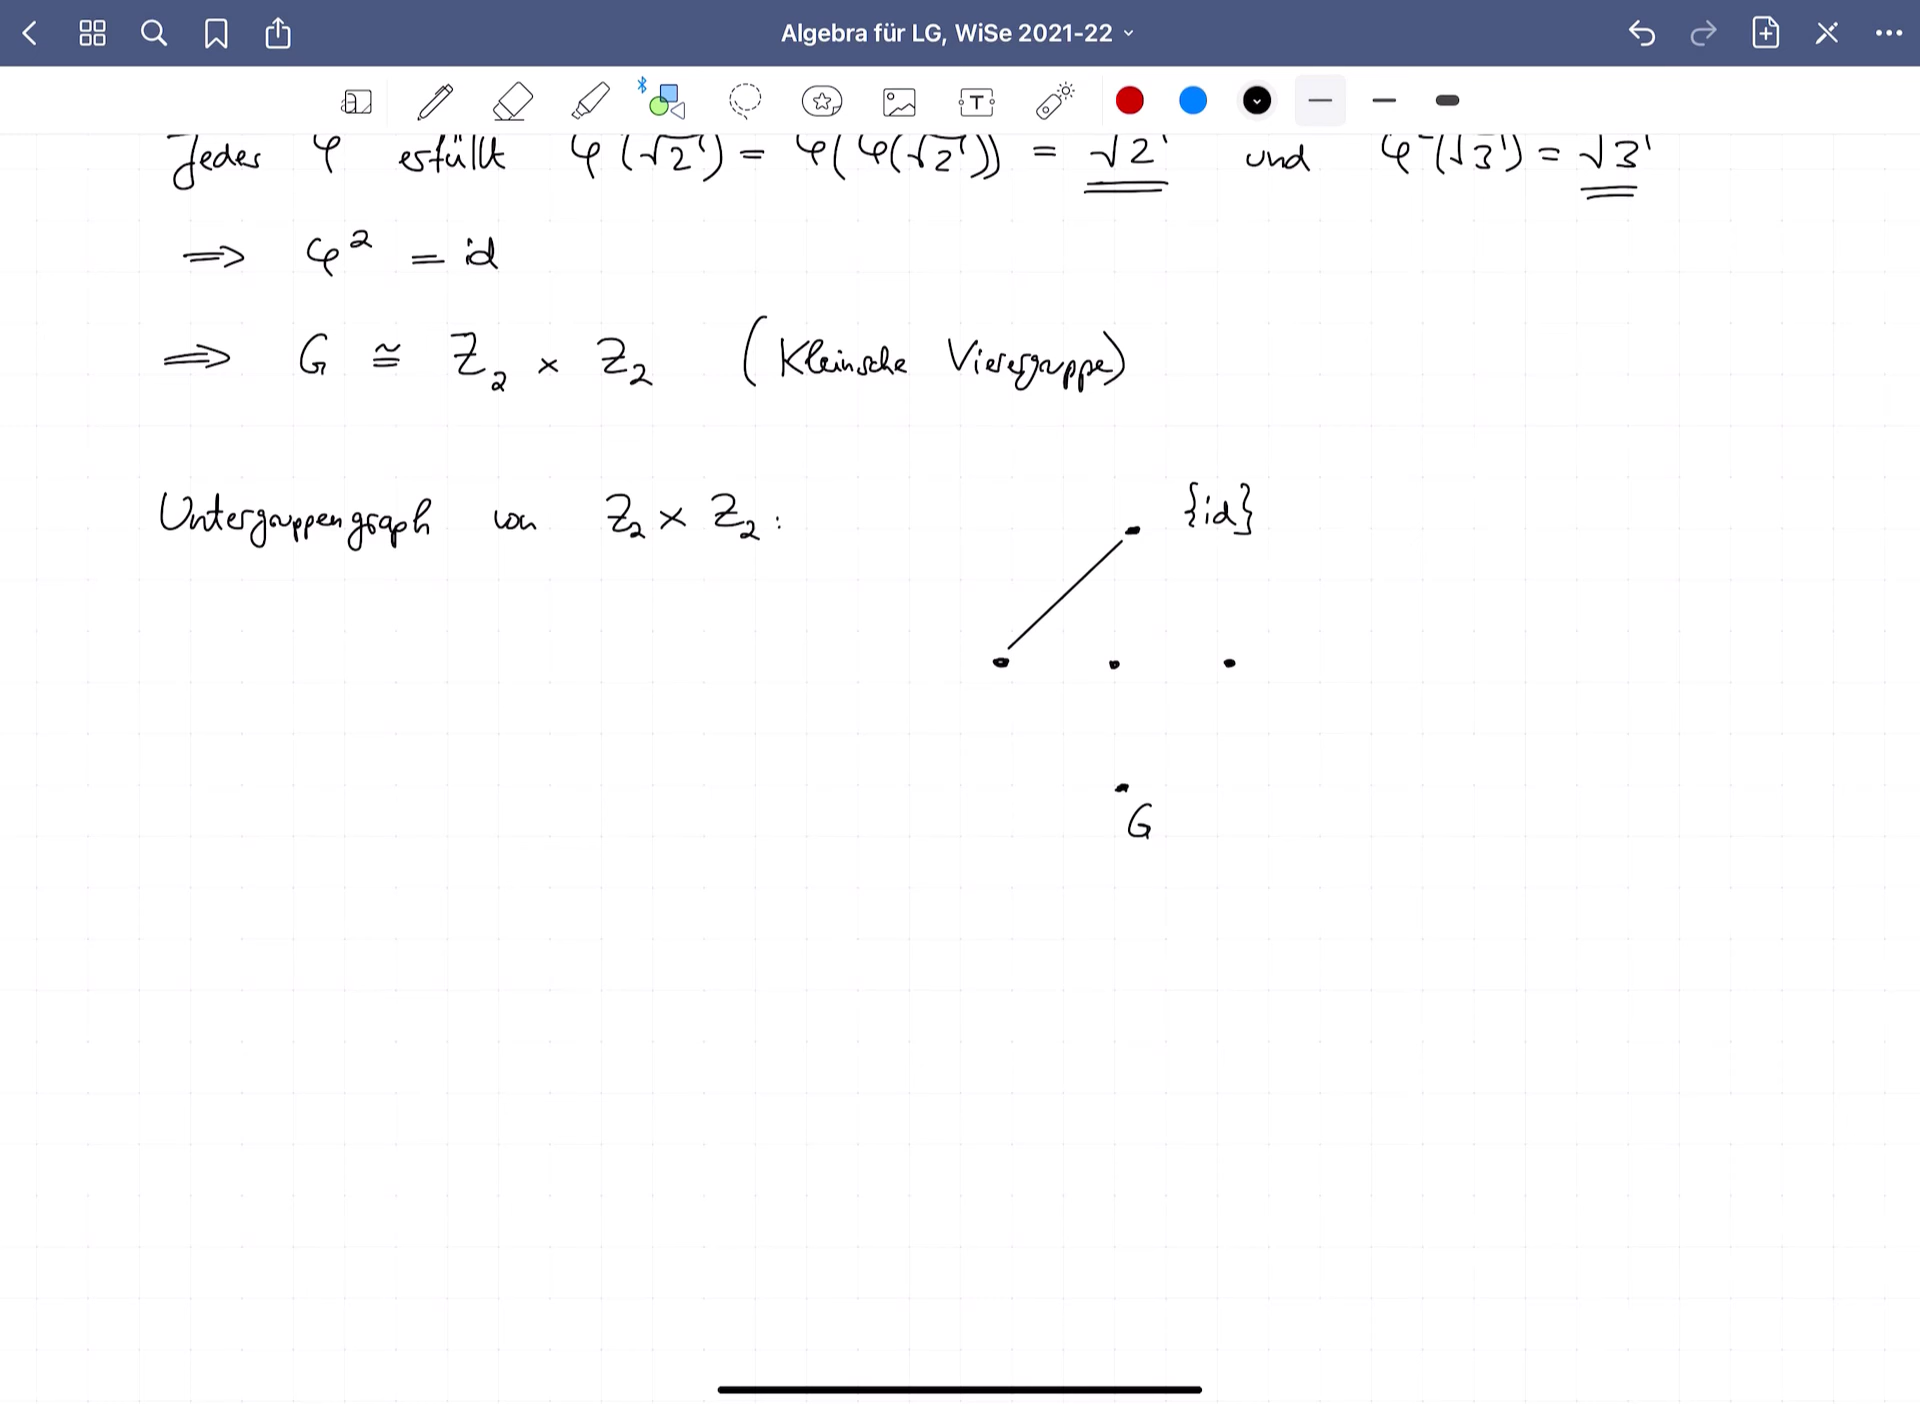 Algebra für LG, WiSe 2021-22
T
Jedes φ erfüllt φ(√2) = φ(φ(√2)) = √2 und φ(√3) = √3
⟹ φ² = id
⟹ G ≅ Z₂ × Z₂ (Kleinsche Vierergruppe)
Untergruppengraph von Z₂ × Z₂: {id}
G